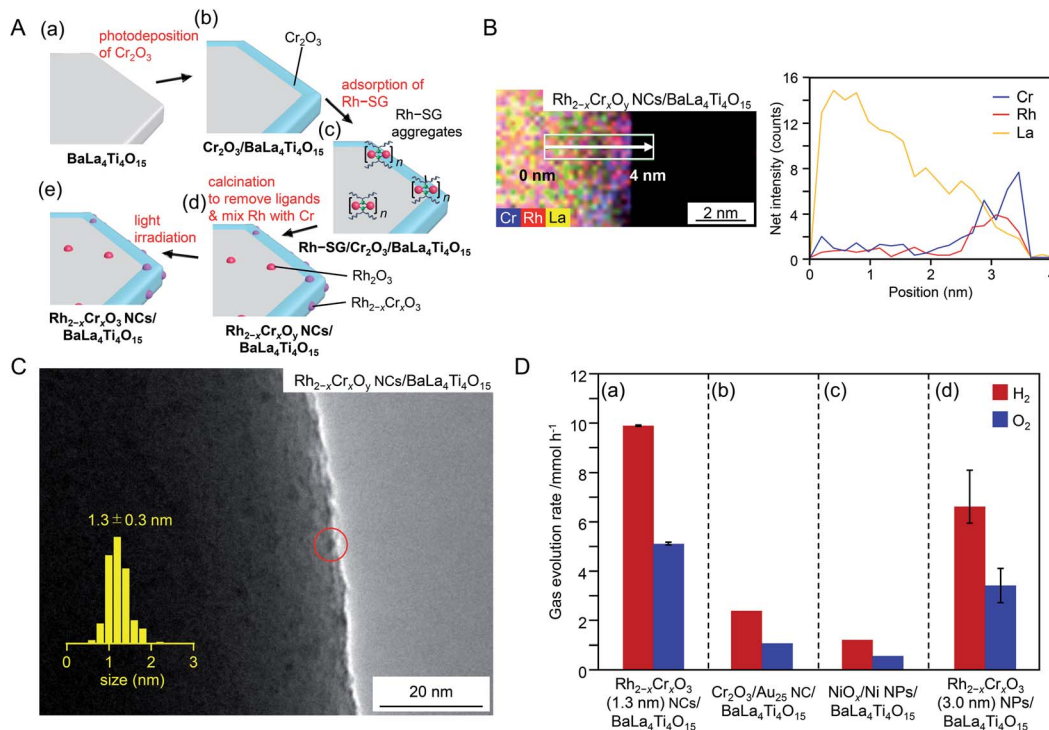 A
(a)
photodeposition
of Cr₂O₃
BaLa₄Ti₄O₁₅
(b)
Cr₂O₃
Cr₂O₃/BaLa₄Ti₄O₁₅
adsorption of
Rh−SG
Rh−SG
aggregates
(c)
n
n
n
Rh−SG/Cr₂O₃/BaLa₄Ti₄O₁₅
calcination
to remove ligands
& mix Rh with Cr
(d)
Rh₂O₃
Rh₂₋ₓCrₓO₃
Rh₂₋ₓCrₓOᵧ NCs/
BaLa₄Ti₄O₁₅
light
irradiation
(e)
Rh₂₋ₓCrₓO₃ NCs/
BaLa₄Ti₄O₁₅
B
Rh₂₋ₓCrₓOᵧ NCs/BaLa₄Ti₄O₁₅
0 nm
4 nm
Cr Rh La
2 nm
Net intensity (counts)
16
12
8
4
0
Cr
Rh
La
0 1 2 3 4
Position (nm)
C
Rh₂₋ₓCrₓOᵧ NCs/BaLa₄Ti₄O₁₅
1.3 ± 0.3 nm
0 1 2 3
size (nm)
20 nm
D
Gas evolution rate /mmol h⁻¹
12
10
8
6
4
2
0
(a)
(b)
(c)
(d)
H₂
O₂
Rh₂₋ₓCrₓO₃
(1.3 nm) NCs/
BaLa₄Ti₄O₁₅
Cr₂O₃/Au₂₅ NC/
BaLa₄Ti₄O₁₅
NiOₓ/Ni NPs/
BaLa₄Ti₄O₁₅
Rh₂₋ₓCrₓO₃
(3.0 nm) NPs/
BaLa₄Ti₄O₁₅